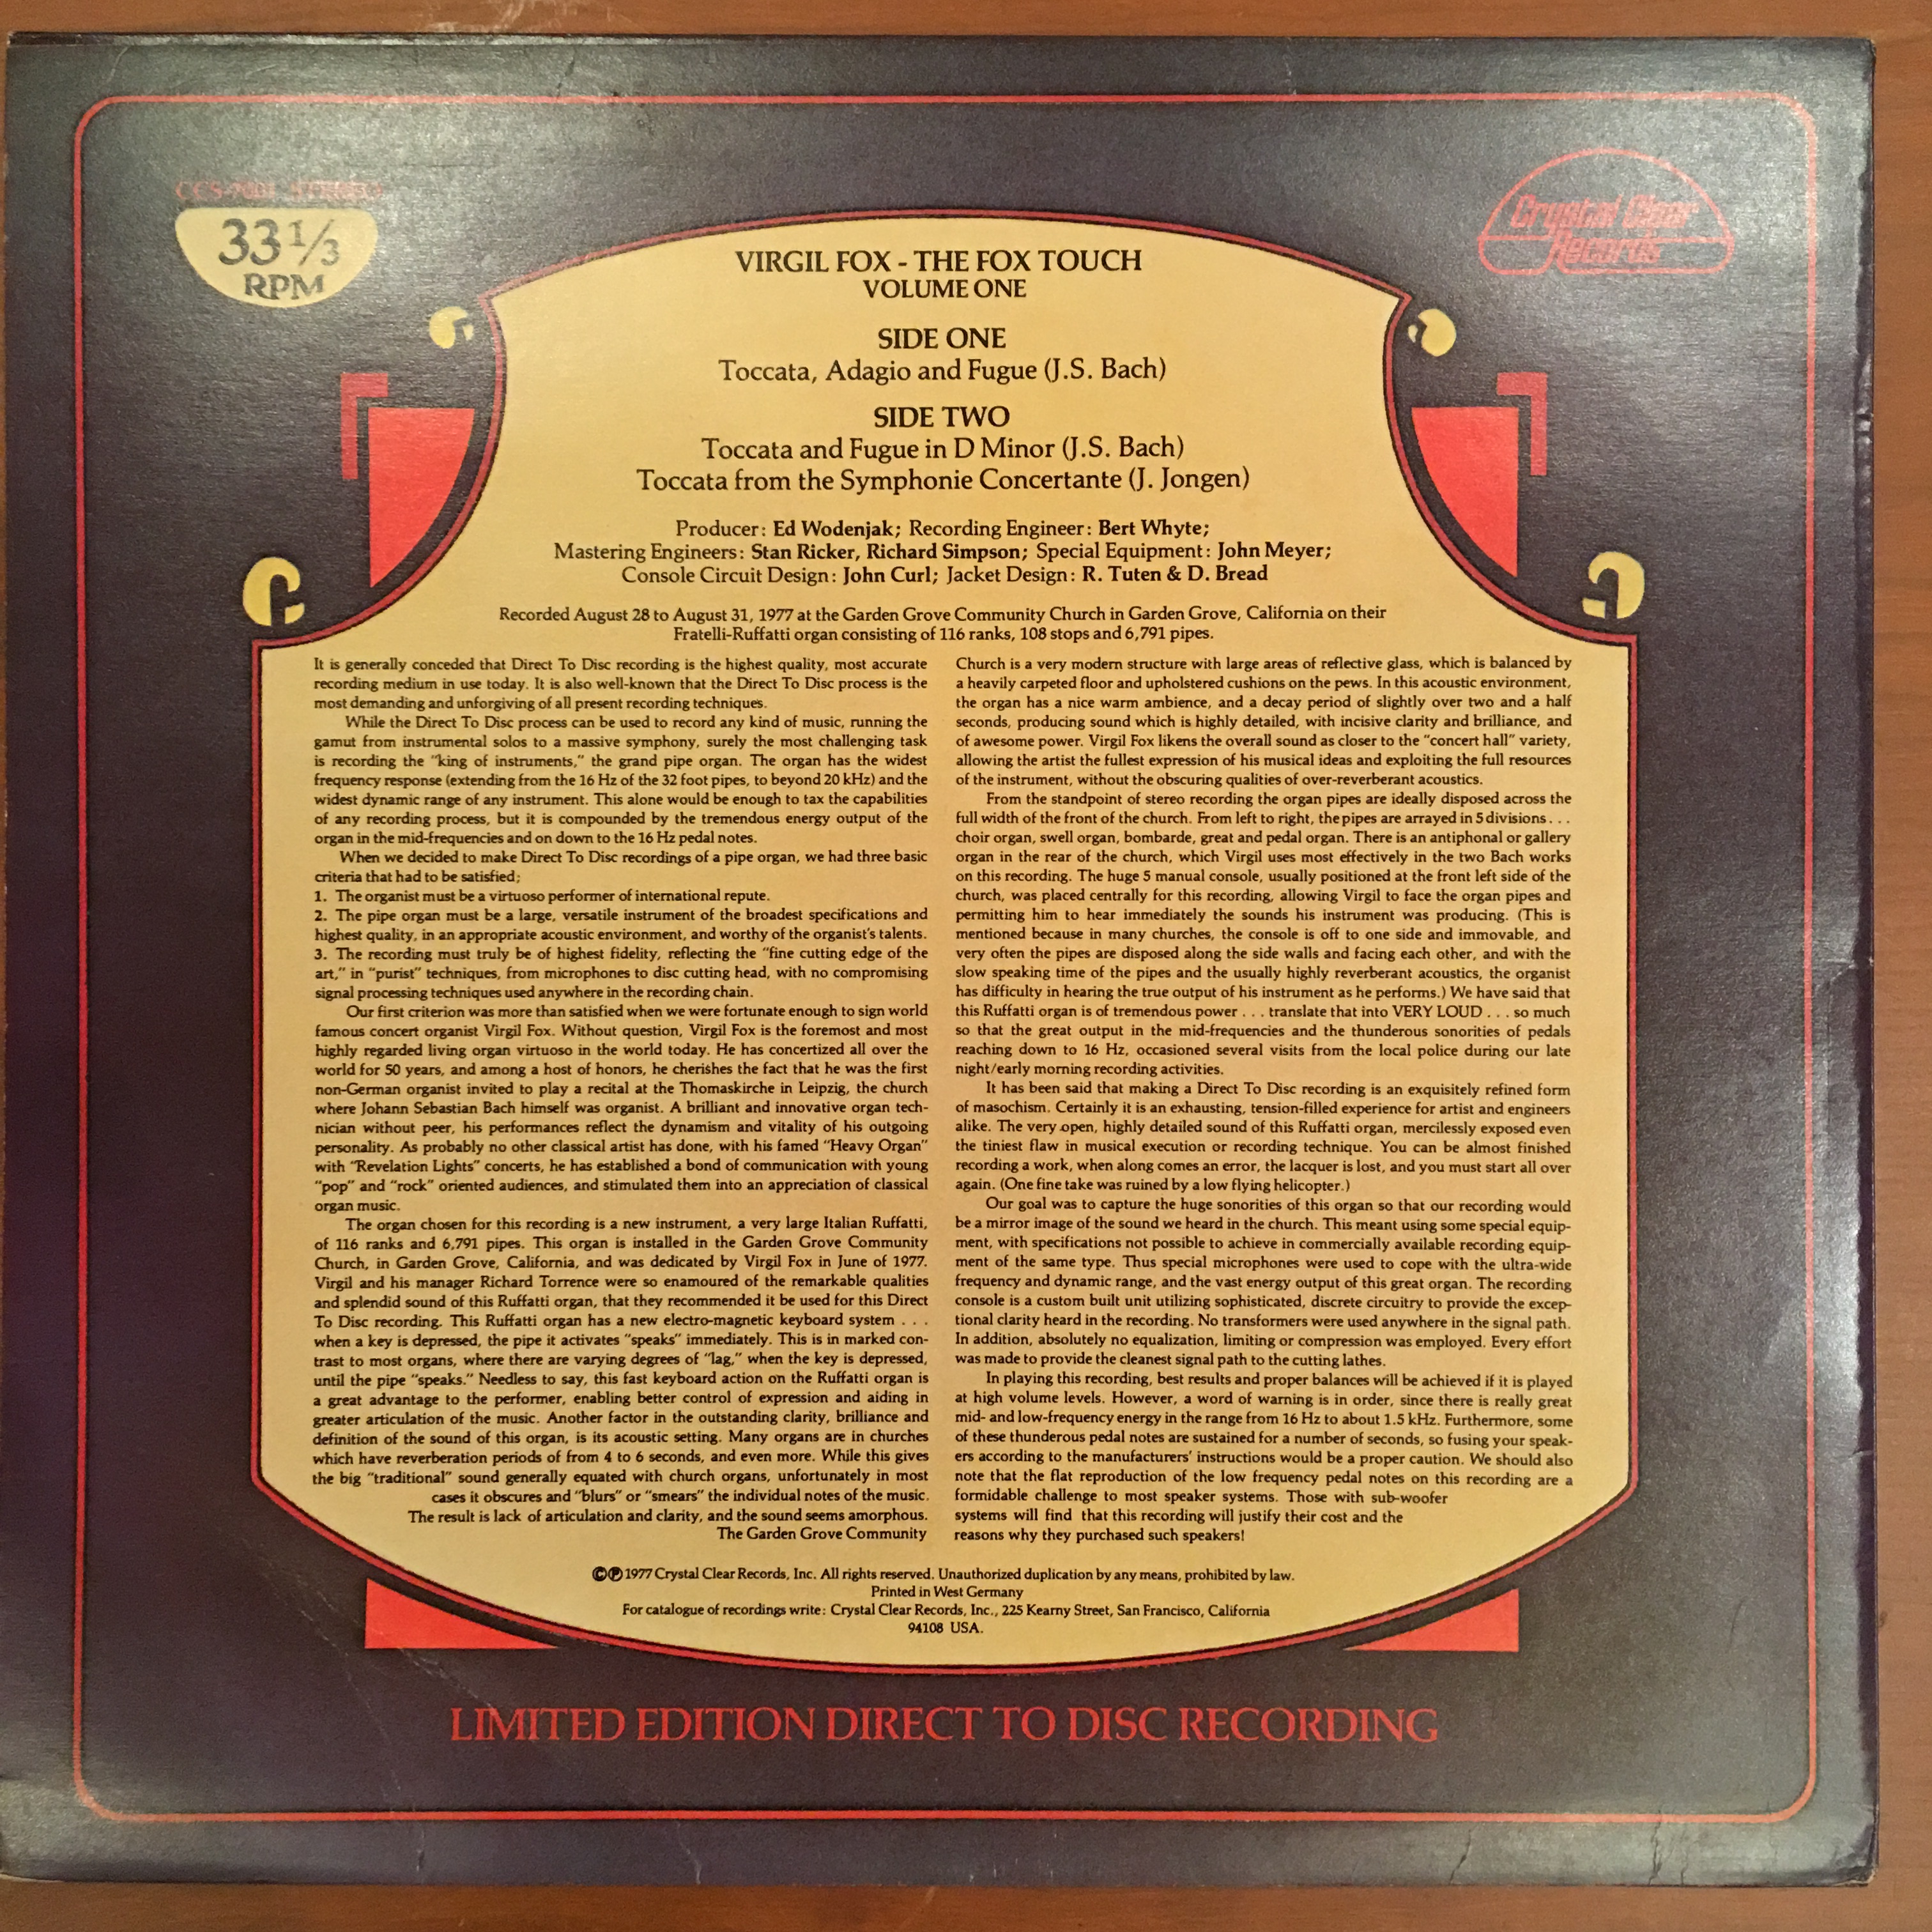 CCS-7001 STEREO
33 1/3
RPM
Crystal Clear
Records
VIRGIL FOX - THE FOX TOUCH
VOLUME ONE
SIDE ONE
Toccata, Adagio and Fugue (J.S. Bach)
SIDE TWO
Toccata and Fugue in D Minor (J.S. Bach)
Toccata from the Symphonie Concertante (J. Jongen)
Producer: Ed Wodenjak; Recording Engineer: Bert Whyte;
Mastering Engineers: Stan Ricker, Richard Simpson; Special Equipment: John Meyer;
Console Circuit Design: John Curl; Jacket Design: R. Tuten & D. Bread
Recorded August 28 to August 31, 1977 at the Garden Grove Community Church in Garden Grove, California on their
Fratelli-Ruffatti organ consisting of 116 ranks, 108 stops and 6,791 pipes.
It is generally conceded that Direct To Disc recording is the highest quality, most accurate
recording medium in use today. It is also well-known that the Direct To Disc process is the
most demanding and unforgiving of all present recording techniques.
While the Direct To Disc process can be used to record any kind of music, running the
gamut from instrumental solos to a massive symphony, surely the most challenging task
is recording the "king of instruments," the grand pipe organ. The organ has the widest
frequency response (extending from the 16 Hz of the 32 foot pipes, to beyond 20 kHz) and the
widest dynamic range of any instrument. This alone would be enough to tax the capabilities
of any recording process, but it is compounded by the tremendous energy output of the
organ in the mid-frequencies and on down to the 16 Hz pedal notes.
When we decided to make Direct To Disc recordings of a pipe organ, we had three basic
criteria that had to be satisfied;
1. The organist must be a virtuoso performer of international repute.
2. The pipe organ must be a large, versatile instrument of the broadest specifications and
highest quality, in an appropriate acoustic environment, and worthy of the organist's talents.
3. The recording must truly be of highest fidelity, reflecting the "fine cutting edge of the
art," in "purist" techniques, from microphones to disc cutting head, with no compromising
signal processing techniques used anywhere in the recording chain.
Our first criterion was more than satisfied when we were fortunate enough to sign world
famous concert organist Virgil Fox. Without question, Virgil Fox is the foremost and most
highly regarded living organ virtuoso in the world today. He has concertized all over the
world for 50 years, and among a host of honors, he cherishes the fact that he was the first
non-German organist invited to play a recital at the Thomaskirche in Leipzig, the church
where Johann Sebastian Bach himself was organist. A brilliant and innovative organ tech-
nician without peer, his performances reflect the dynamism and vitality of his outgoing
personality. As probably no other classical artist has done, with his famed "Heavy Organ"
with "Revelation Lights" concerts, he has established a bond of communication with young
"pop" and "rock" oriented audiences, and stimulated them into an appreciation of classical
organ music.
The organ chosen for this recording is a new instrument, a very large Italian Ruffatti,
of 116 ranks and 6,791 pipes. This organ is installed in the Garden Grove Community
Church, in Garden Grove, California, and was dedicated by Virgil Fox in June of 1977.
Virgil and his manager Richard Torrence were so enamoured of the remarkable qualities
and splendid sound of this Ruffatti organ, that they recommended it be used for this Direct
To Disc recording. This Ruffatti organ has a new electro-magnetic keyboard system . . .
when a key is depressed, the pipe it activates "speaks" immediately. This is in marked con-
trast to most organs, where there are varying degrees of "lag," when the key is depressed,
until the pipe "speaks." Needless to say, this fast keyboard action on the Ruffatti organ is
a great advantage to the performer, enabling better control of expression and aiding in
greater articulation of the music. Another factor in the outstanding clarity, brilliance and
definition of the sound of this organ, is its acoustic setting. Many organs are in churches
which have reverberation periods of from 4 to 6 seconds, and even more. While this gives
the big "traditional" sound generally equated with church organs, unfortunately in most
cases it obscures and "blurs" or "smears" the individual notes of the music.
The result is lack of articulation and clarity, and the sound seems amorphous.
The Garden Grove Community
Church is a very modern structure with large areas of reflective glass, which is balanced by
a heavily carpeted floor and upholstered cushions on the pews. In this acoustic environment,
the organ has a nice warm ambience, and a decay period of slightly over two and a half
seconds, producing sound which is highly detailed, with incisive clarity and brilliance, and
of awesome power. Virgil Fox likens the overall sound as closer to the "concert hall" variety,
allowing the artist the fullest expression of his musical ideas and exploiting the full resources
of the instrument, without the obscuring qualities of over-reverberant acoustics.
From the standpoint of stereo recording the organ pipes are ideally disposed across the
full width of the front of the church. From left to right, the pipes are arrayed in 5 divisions . . .
choir organ, swell organ, bombarde, great and pedal organ. There is an antiphonal or gallery
organ in the rear of the church, which Virgil uses most effectively in the two Bach works
on this recording. The huge 5 manual console, usually positioned at the front left side of the
church, was placed centrally for this recording, allowing Virgil to face the organ pipes and
permitting him to hear immediately the sounds his instrument was producing. (This is
mentioned because in many churches, the console is off to one side and immovable, and
very often the pipes are disposed along the side walls and facing each other, and with the
slow speaking time of the pipes and the usually highly reverberant acoustics, the organist
has difficulty in hearing the true output of his instrument as he performs.) We have said that
this Ruffatti organ is of tremendous power . . . translate that into VERY LOUD . . . so much
so that the great output in the mid-frequencies and the thunderous sonorities of pedals
reaching down to 16 Hz, occasioned several visits from the local police during our late
night/early morning recording activities.
It has been said that making a Direct To Disc recording is an exquisitely refined form
of masochism. Certainly it is an exhausting, tension-filled experience for artist and engineers
alike. The very open, highly detailed sound of this Ruffatti organ, mercilessly exposed even
the tiniest flaw in musical execution or recording technique. You can be almost finished
recording a work, when along comes an error, the lacquer is lost, and you must start all over
again. (One fine take was ruined by a low flying helicopter.)
Our goal was to capture the huge sonorities of this organ so that our recording would
be a mirror image of the sound we heard in the church. This meant using some special equip-
ment, with specifications not possible to achieve in commercially available recording equip-
ment of the same type. Thus special microphones were used to cope with the ultra-wide
frequency and dynamic range, and the vast energy output of this great organ. The recording
console is a custom built unit utilizing sophisticated, discrete circuitry to provide the excep-
tional clarity heard in the recording. No transformers were used anywhere in the signal path.
In addition, absolutely no equalization, limiting or compression was employed. Every effort
was made to provide the cleanest signal path to the cutting lathes.
In playing this recording, best results and proper balances will be achieved if it is played
at high volume levels. However, a word of warning is in order, since there is really great
mid- and low-frequency energy in the range from 16 Hz to about 1.5 kHz. Furthermore, some
of these thunderous pedal notes are sustained for a number of seconds, so fusing your speak-
ers according to the manufacturers' instructions would be a proper caution. We should also
note that the flat reproduction of the low frequency pedal notes on this recording are a
formidable challenge to most speaker systems. Those with sub-woofer
systems will find that this recording will justify their cost and the
reasons why they purchased such speakers!
©℗ 1977 Crystal Clear Records, Inc. All rights reserved. Unauthorized duplication by any means, prohibited by law.
Printed in West Germany
For catalogue of recordings write: Crystal Clear Records, Inc., 225 Kearny Street, San Francisco, California
94108 USA.
LIMITED EDITION DIRECT TO DISC RECORDING